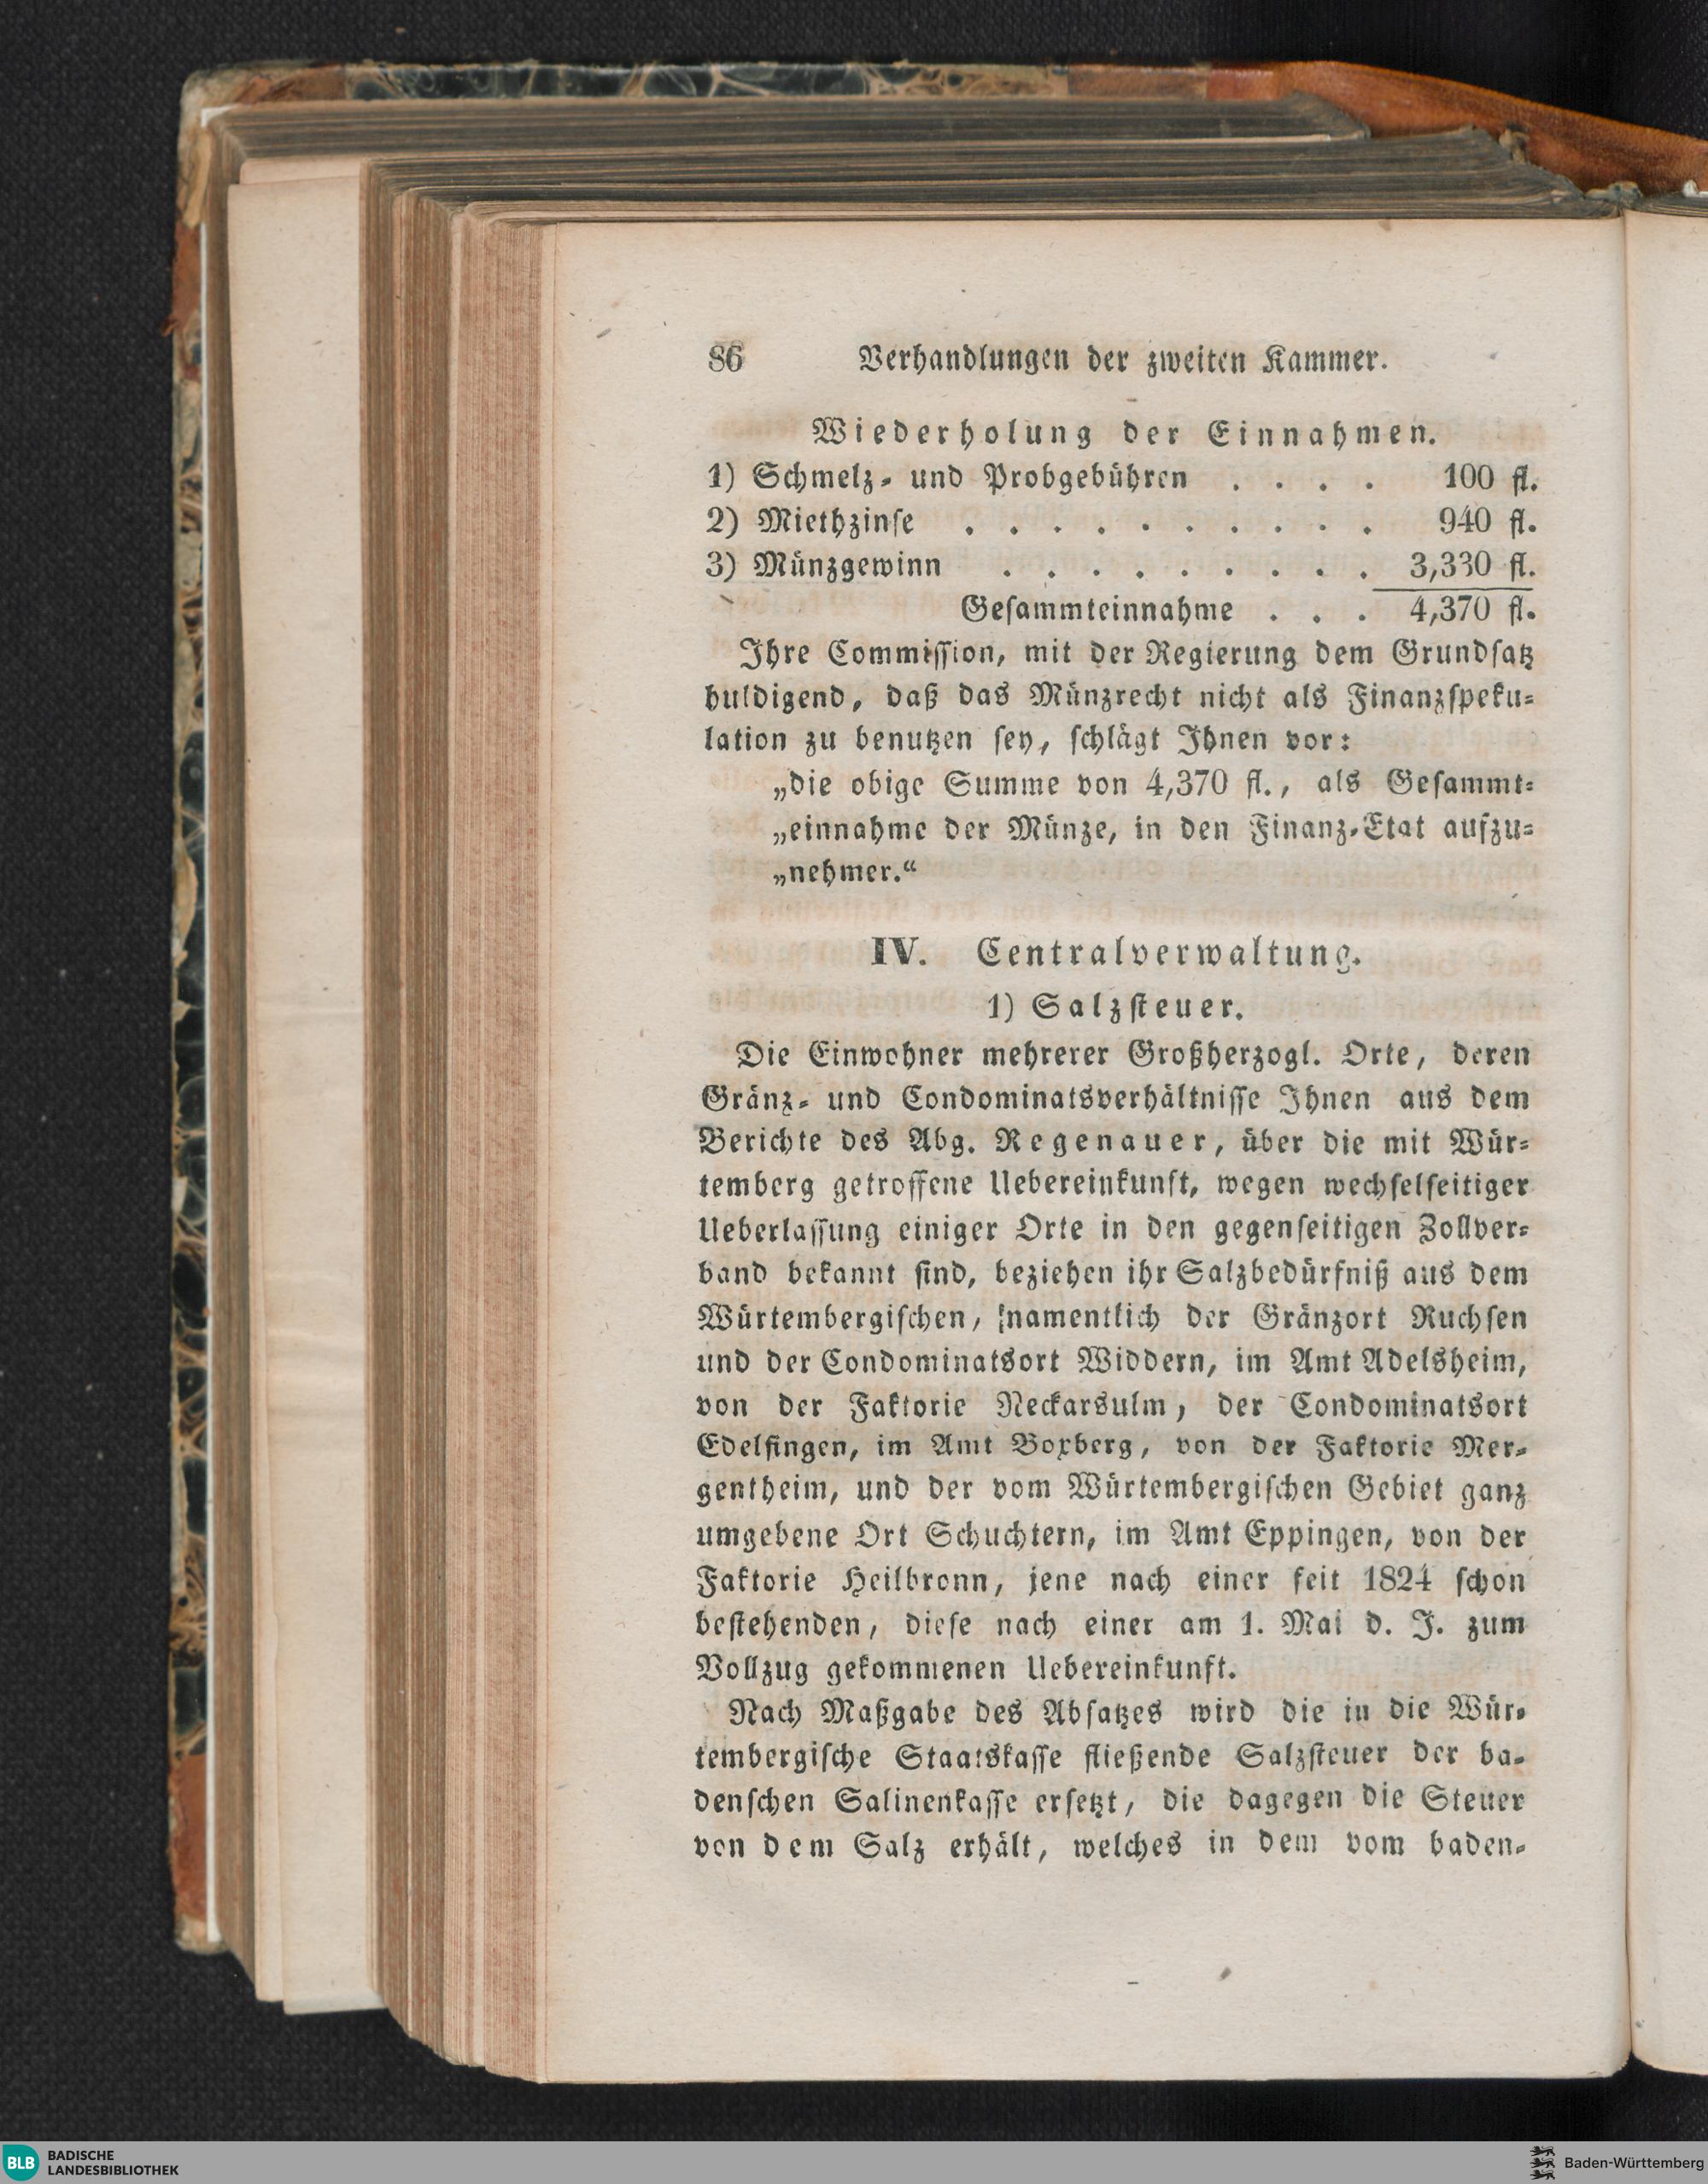 86 Verhandlungen der zweiten Kammer.
Wiederholung der Einnahmen.
1) Schmelz- und Probgebühren . . . . 100 fl.
2) Miethzinse . . . . . . . . . . 940 fl.
3) Münzgewinn . . . . . . . . . 3,330 fl.
Gesammteinnahme . . . 4,370 fl.
Ihre Commission, mit der Regierung dem Grundsatz
huldigend, daß das Münzrecht nicht als Finanzspeku-
lation zu benutzen sey, schlägt Ihnen vor:
„die obige Summe von 4,370 fl., als Gesammt-
„einnahme der Münze, in den Finanz-Etat aufzu-
„nehmer.“
IV. Centralverwaltung.
1) Salzsteuer.
Die Einwohner mehrerer Großherzogl. Orte, deren
Gränz- und Condominatsverhältnisse Ihnen aus dem
Berichte des Abg. Regenauer, über die mit Wür-
temberg getroffene Uebereinkunft, wegen wechselseitiger
Ueberlassung einiger Orte in den gegenseitigen Zollver-
band bekannt sind, beziehen ihr Salzbedürfniß aus dem
Würtembergischen, namentlich der Gränzort Ruchsen
und der Condominatsort Widdern, im Amt Adelsheim,
von der Faktorie Neckarsulm, der Condominatsort
Edelfingen, im Amt Boxberg, von der Faktorie Mer-
gentheim, und der vom Würtembergischen Gebiet ganz
umgebene Ort Schuchtern, im Amt Eppingen, von der
Faktorie Heilbronn, jene nach einer seit 1824 schon
bestehenden, diese nach einer am 1. Mai d. J. zum
Vollzug gekommenen Uebereinkunft.
Nach Maßgabe des Absatzes wird die in die Wür-
tembergische Staatskasse fließende Salzsteuer der ba-
denschen Salinenkasse ersetzt, die dagegen die Steuer
von dem Salz erhält, welches in dem vom baden-
BLB BADISCHE
LANDESBIBLIOTHEK
Baden-Württemberg